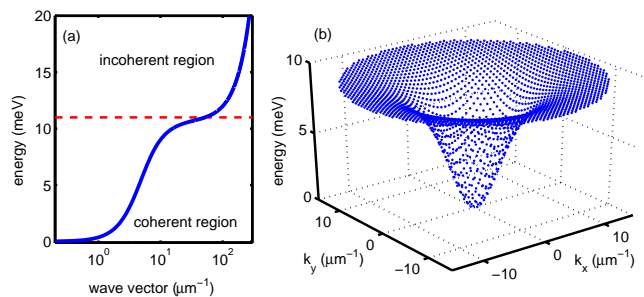 (a)
20
15
10
5
0
energy (meV)
incoherent region
coherent region
10⁰
10¹
10²
wave vector (μm⁻¹)
(b)
10
5
0
energy (meV)
10
0
−10
k_y (μm⁻¹)
−10
0
10
k_x (μm⁻¹)